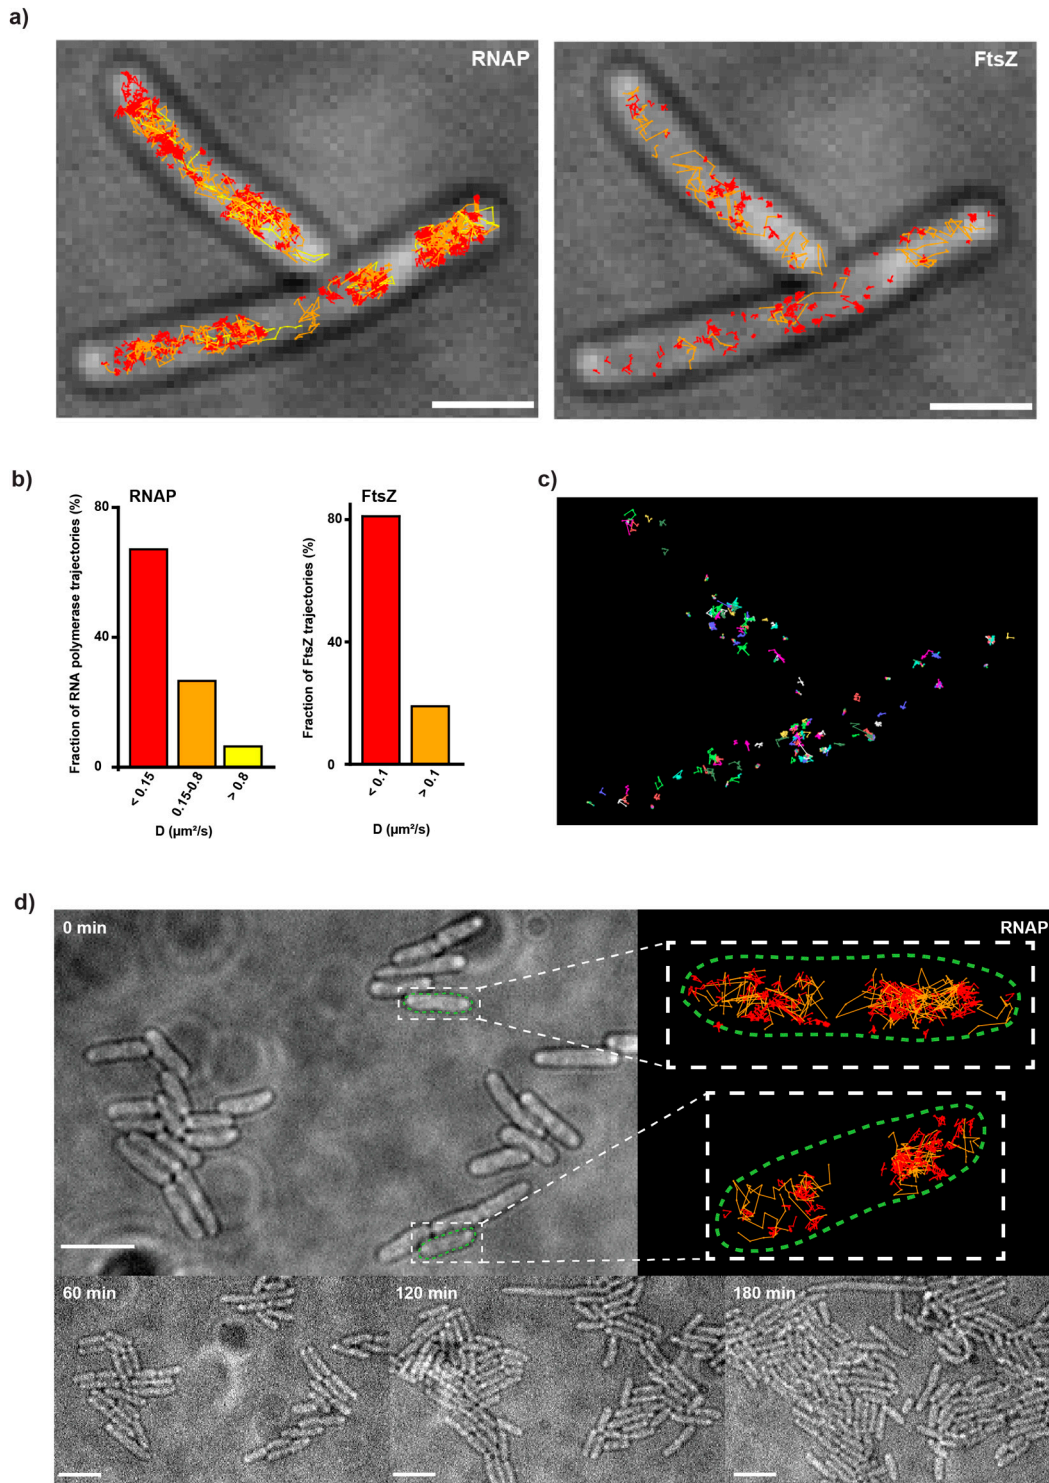 a)
RNAP
FtsZ
b)
RNAP
Fraction of RNA polymerase trajectories (%)
80
40
0
< 0.15
0.15-0.8
> 0.8
D (µm²/s)
FtsZ
Fraction of FtsZ trajectories (%)
80
40
0
< 0.1
> 0.1
D (µm²/s)
c)
d)
0 min
RNAP
60 min
120 min
180 min